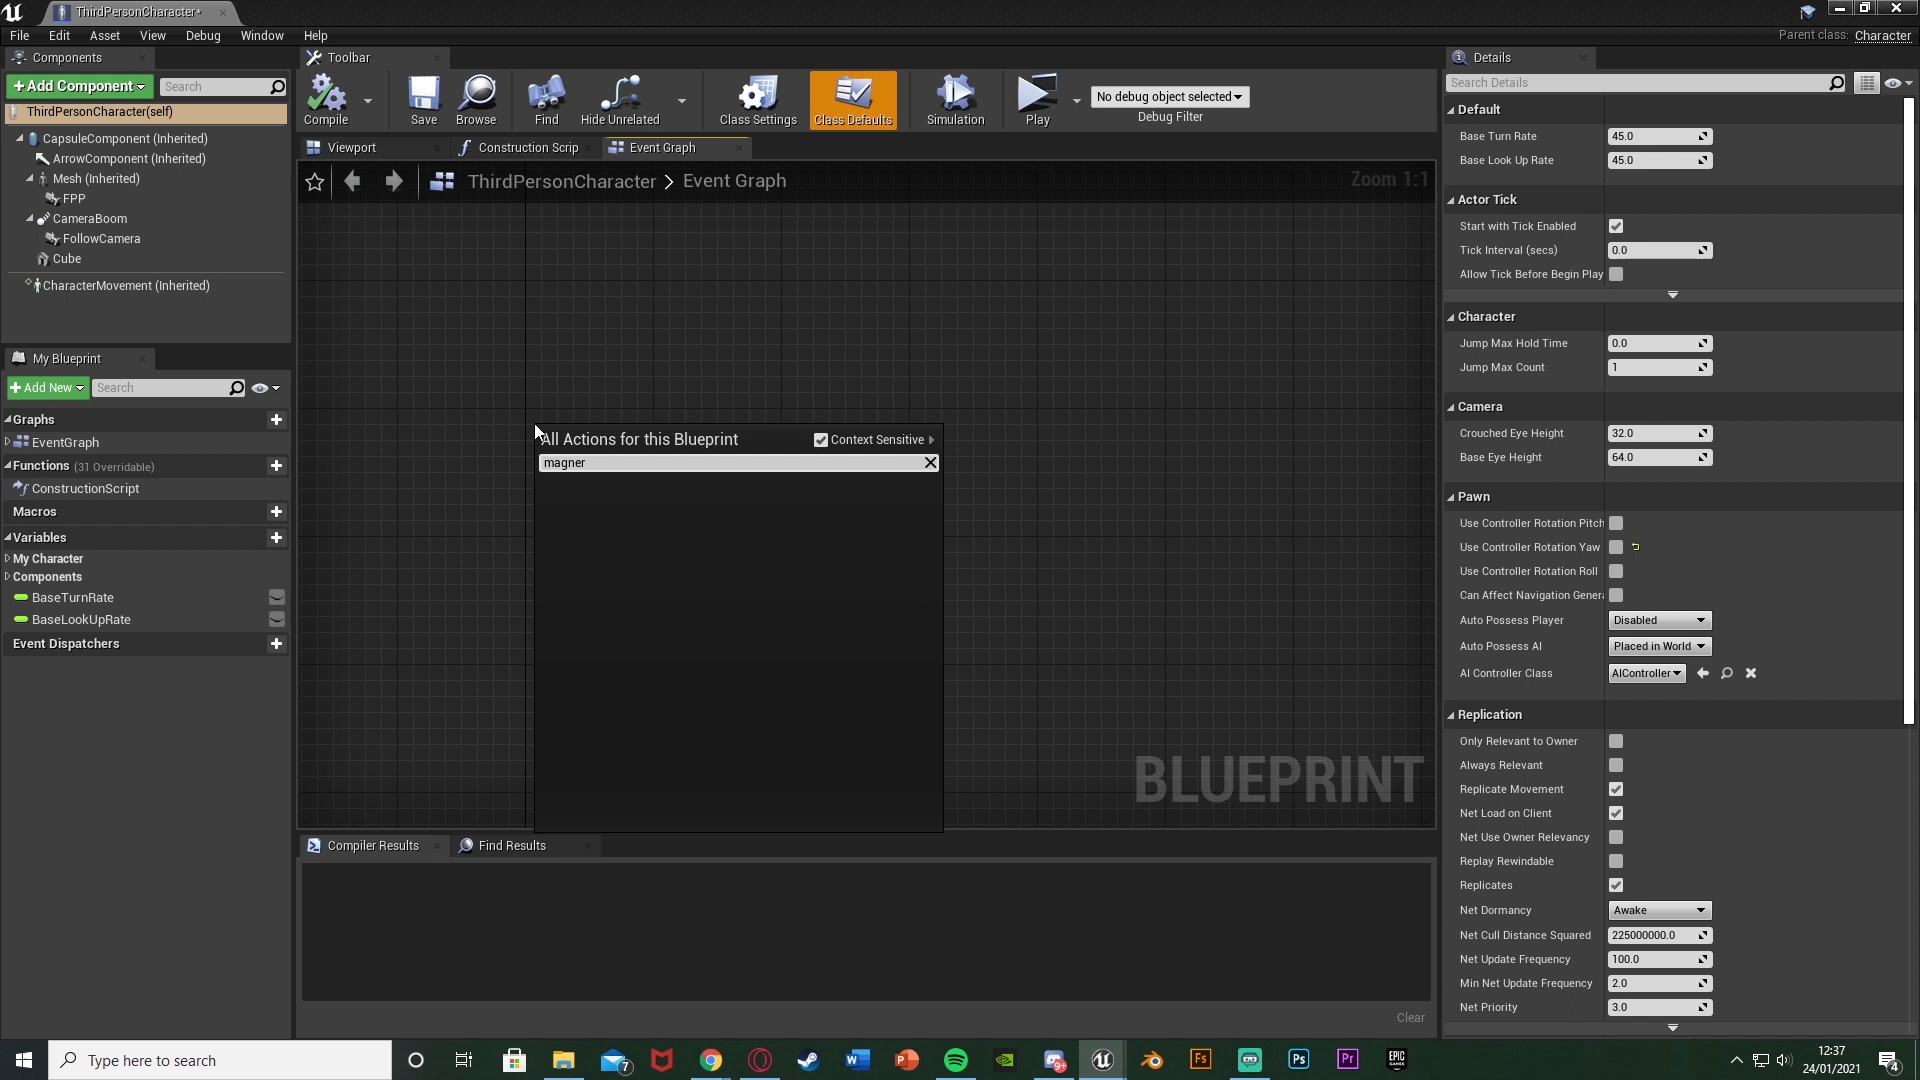 ThirdPersonCharacter*
File Edit Asset View Debug Window Help
Parent class: Character
Components
+Add Component
Search
ThirdPersonCharacter(self)
CapsuleComponent (Inherited)
ArrowComponent (Inherited)
Mesh (Inherited)
FPP
CameraBoom
FollowCamera
Cube
CharacterMovement (Inherited)
My Blueprint
+Add New
Search
Graphs
EventGraph
Functions (31 Overridable)
ConstructionScript
Macros
Variables
My Character
Components
BaseTurnRate
BaseLookUpRate
Event Dispatchers
Toolbar
Compile
Save
Browse
Find
Hide Unrelated
Class Settings
Class Defaults
Simulation
Play
No debug object selected
Debug Filter
Viewport
Construction Scrip
Event Graph
ThirdPersonCharacter > Event Graph
Zoom 1:1
All Actions for this Blueprint
Context Sensitive
magner
BLUEPRINT
Compiler Results
Find Results
Clear
Details
Search Details
Default
Base Turn Rate 45.0
Base Look Up Rate 45.0
Actor Tick
Start with Tick Enabled
Tick Interval (secs) 0.0
Allow Tick Before Begin Play
Character
Jump Max Hold Time 0.0
Jump Max Count 1
Camera
Crouched Eye Height 32.0
Base Eye Height 64.0
Pawn
Use Controller Rotation Pitch
Use Controller Rotation Yaw
Use Controller Rotation Roll
Can Affect Navigation Genera
Auto Possess Player Disabled
Auto Possess AI Placed in World
AI Controller Class AIController
Replication
Only Relevant to Owner
Always Relevant
Replicate Movement
Net Load on Client
Net Use Owner Relevancy
Replay Rewindable
Replicates
Net Dormancy Awake
Net Cull Distance Squared 225000000.0
Net Update Frequency 100.0
Min Net Update Frequency 2.0
Net Priority 3.0
Type here to search
7
W
P
9+
Fs
Ps
Pr
EPIC
GAMES
12:37
24/01/2021
4